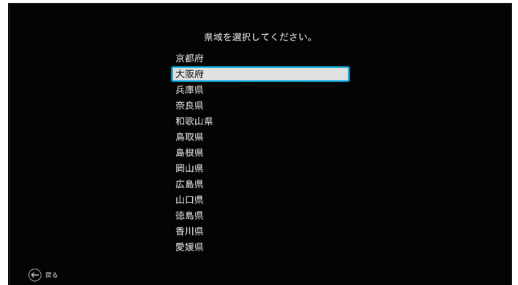 県域を選択してください。
京都府
大阪府
兵庫県
奈良県
和歌山県
鳥取県
島根県
岡山県
広島県
山口県
徳島県
香川県
愛媛県
戻る